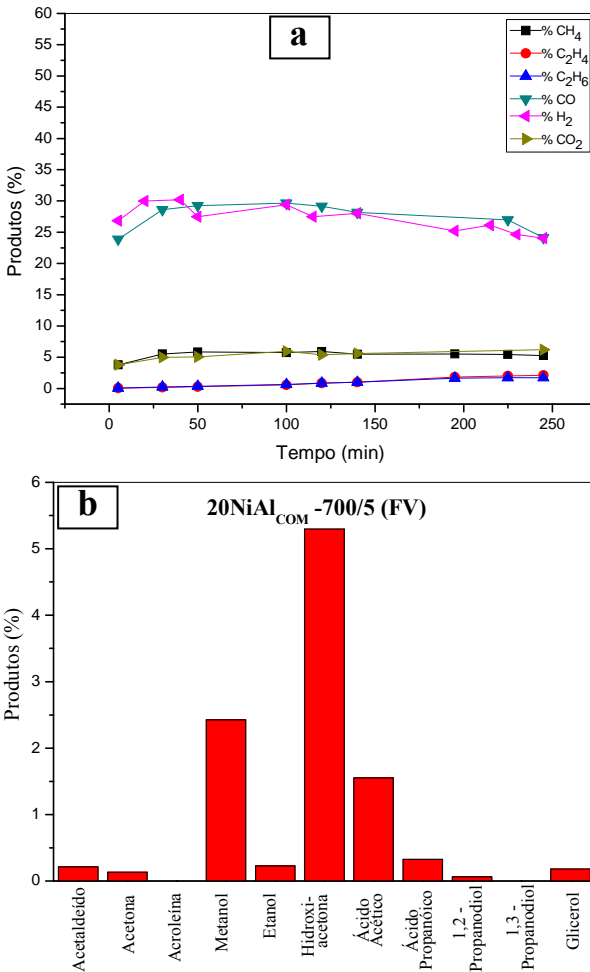 a
% CH4
% C2H4
% C2H6
% CO
% H2
% CO2
Produtos (%)
60
55
50
45
40
35
30
25
20
15
10
5
0
0 50 100 150 200 250
Tempo (min)
b
20NiAlCOM -700/5 (FV)
Produtos (%)
6
5
4
3
2
1
0
Acetaldeído
Acetona
Acroleína
Metanol
Etanol
Hidroxi-
acetona
Ácido
Acético
Ácido
Propanóico
1,2 -
Propanodiol
1,3 -
Propanodiol
Glicerol